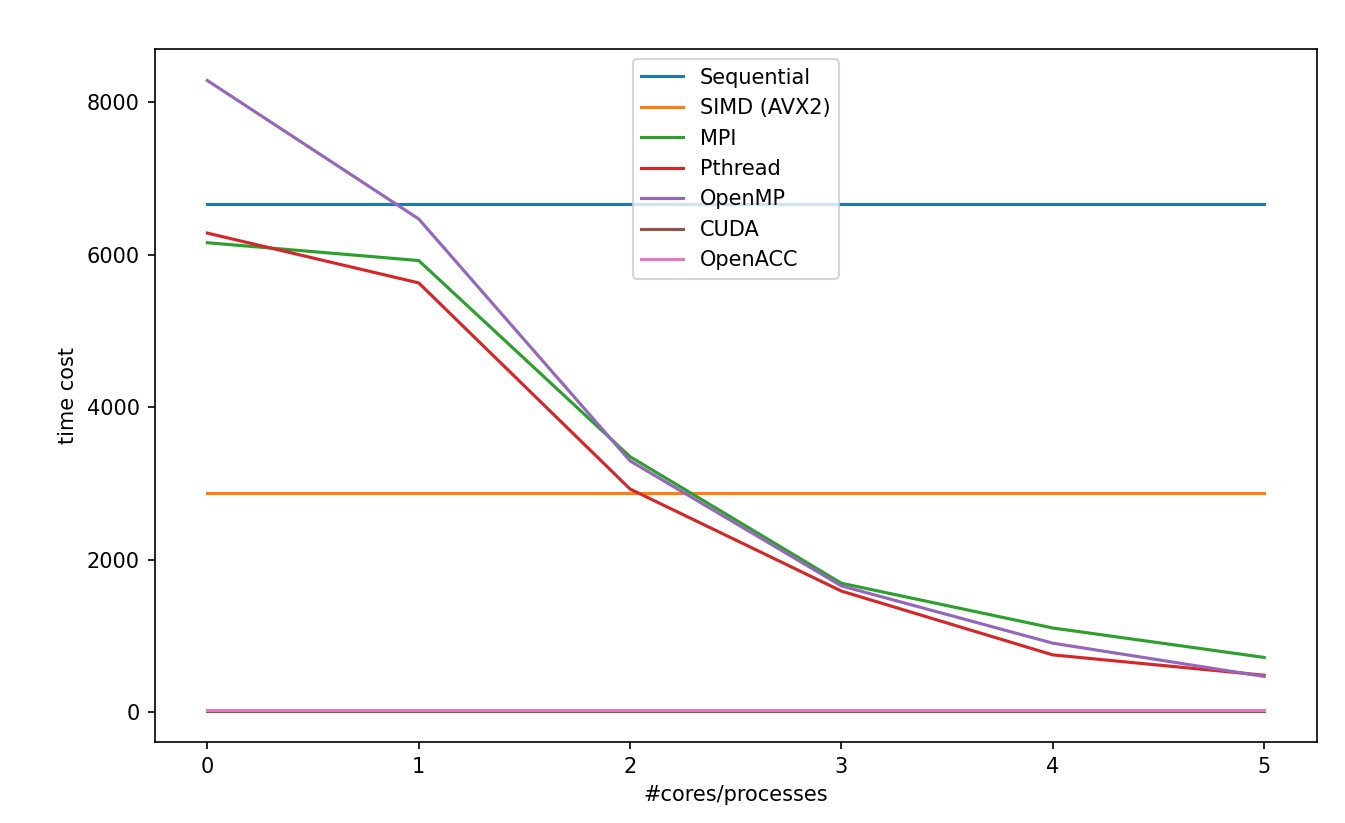 Sequential
SIMD (AVX2)
MPI
Pthread
OpenMP
CUDA
OpenACC
8000
6000
4000
2000
0
time cost
0 1 2 3 4 5
#cores/processes